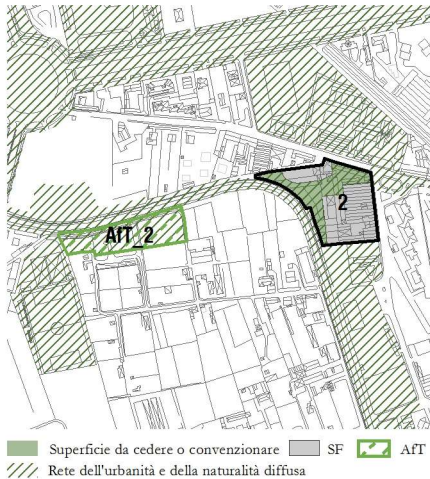 2
AfT_2
Superficie da cedere o convenzionare SF AfT
Rete dell'urbanità e della naturalità diffusa